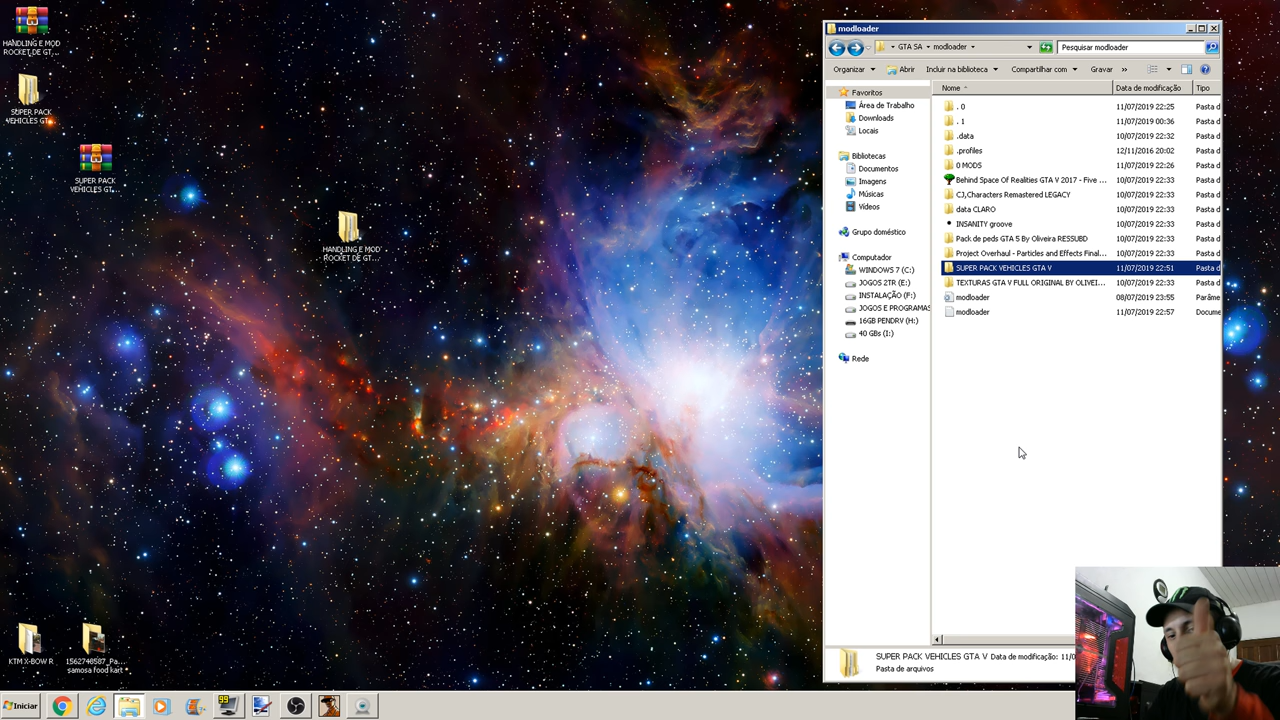 HANDLING E MOD
ROCKET DE GT...
SUPER PACK
VEHICLES GT...
SUPER PACK
VEHICLES GT...
HANDLING E MOD
ROCKET DE GT...
KTM X-BOW R
1562748587_Pa...
samosa food kart
modloader
GTA SA
modloader
Pesquisar modloader
Organizar
Abrir
Incluir na biblioteca
Compartilhar com
Gravar
»
Favoritos
Área de Trabalho
Downloads
Locais
Bibliotecas
Documentos
Imagens
Músicas
Vídeos
Grupo doméstico
Computador
WINDOWS 7 (C:)
JOGOS 2TR (E:)
INSTALAÇÃO (F:)
JOGOS E PROGRAMAS
16GB PENDRV (H:)
40 GBs (I:)
Rede
Nome Data de modificação Tipo
. 0 11/07/2019 22:25 Pasta d
. 1 11/07/2019 00:36 Pasta d
.data 10/07/2019 22:32 Pasta d
.profiles 12/11/2016 20:02 Pasta d
0 MODS 11/07/2019 22:26 Pasta d
Behind Space Of Realities GTA V 2017 - Five ... 10/07/2019 22:33 Pasta d
CJ,Characters Remastered LEGACY 10/07/2019 22:33 Pasta d
data CLARO 10/07/2019 22:33 Pasta d
INSANITY groove 10/07/2019 22:33 Pasta d
Pack de peds GTA 5 By Oliveira RESSUBD 10/07/2019 22:33 Pasta d
Project Overhaul - Particles and Effects Final... 10/07/2019 22:33 Pasta d
SUPER PACK VEHICLES GTA V 11/07/2019 22:51 Pasta d
TEXTURAS GTA V FULL ORIGINAL BY OLIVEI... 10/07/2019 22:33 Pasta d
modloader 08/07/2019 23:55 Parâme
modloader 11/07/2019 22:57 Docume
SUPER PACK VEHICLES GTA V Data de modificação: 11/0
Pasta de arquivos
Iniciar
99